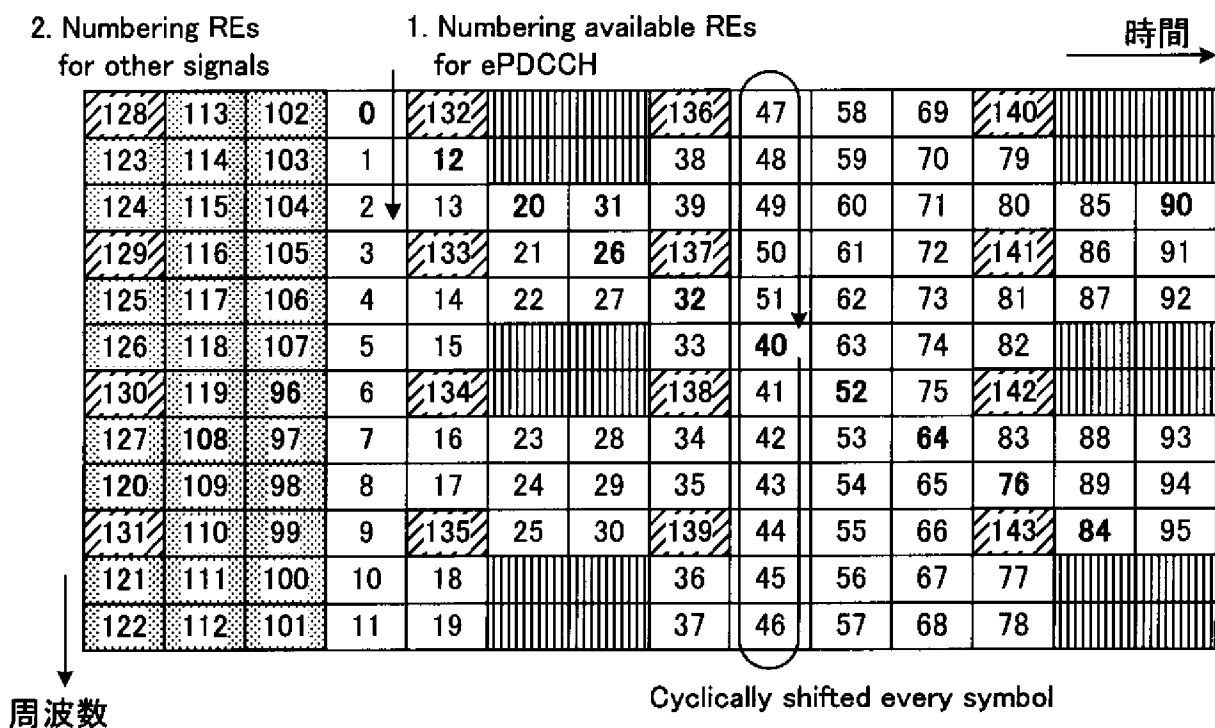 2. Numbering REs
for other signals
1. Numbering available REs
for ePDCCH
時間
128 113 102 0 132 136 47 58 69 140
123 114 103 1 12 38 48 59 70 79
124 115 104 2 13 20 31 39 49 60 71 80 85 90
129 116 105 3 133 21 26 137 50 61 72 141 86 91
125 117 106 4 14 22 27 32 51 62 73 81 87 92
126 118 107 5 15 33 40 63 74 82
130 119 96 6 134 138 41 52 75 142
127 108 97 7 16 23 28 34 42 53 64 83 88 93
120 109 98 8 17 24 29 35 43 54 65 76 89 94
131 110 99 9 135 25 30 139 44 55 66 143 84 95
121 111 100 10 18 36 45 56 67 77
122 112 101 11 19 37 46 57 68 78
周波数
Cyclically shifted every symbol